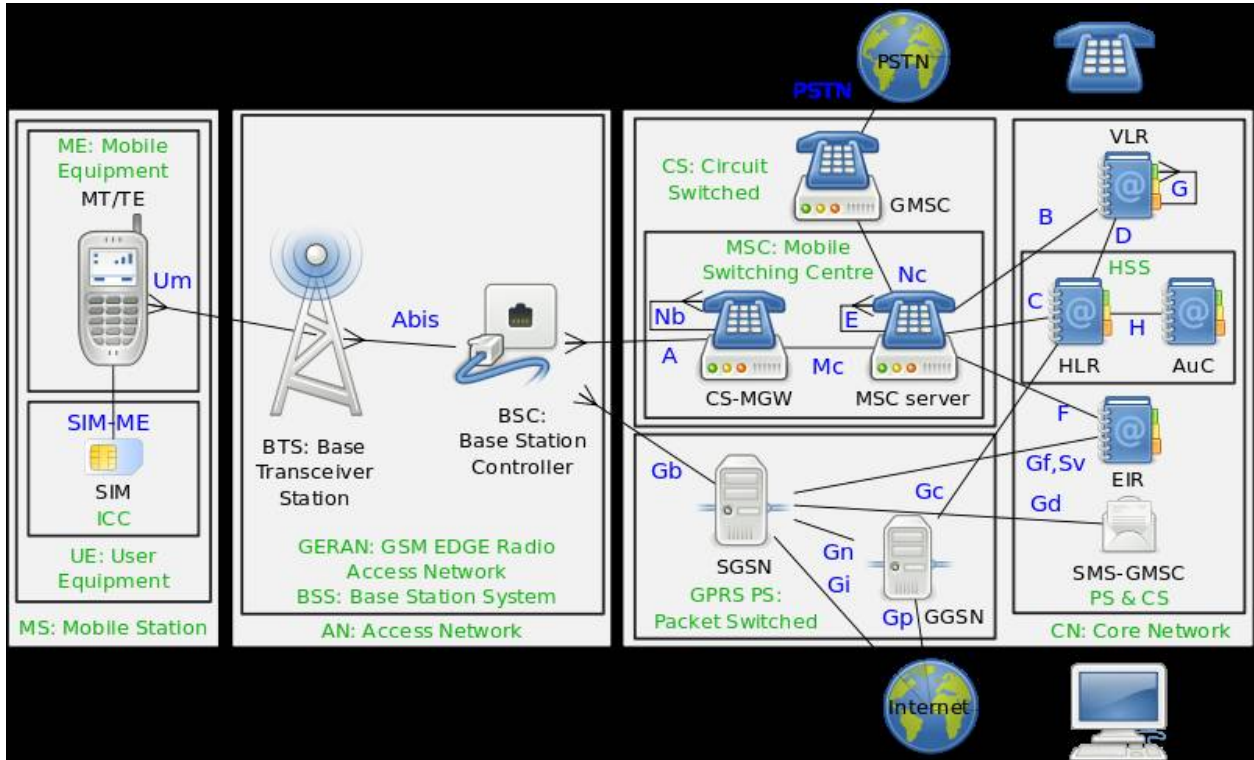 PSTN
PSTN
ME: Mobile
Equipment
MT/TE
Um
SIM-ME
SIM
ICC
UE: User
Equipment
MS: Mobile Station
Abis
BTS: Base
Transceiver
Station
BSC:
Base Station
Controller
GERAN: GSM EDGE Radio
Access Network
BSS: Base Station System
AN: Access Network
CS: Circuit
Switched
GMSC
MSC: Mobile
Switching Centre
Nc
Nb
E
A
Mc
CS-MGW
MSC server
Gb
SGSN
GPRS PS:
Packet Switched
Gn
Gi
Gp
GGSN
Gc
VLR
G
B
D
HSS
C
H
HLR
AuC
F
Gf,Sv
EIR
Gd
SMS-GMSC
PS & CS
CN: Core Network
Internet